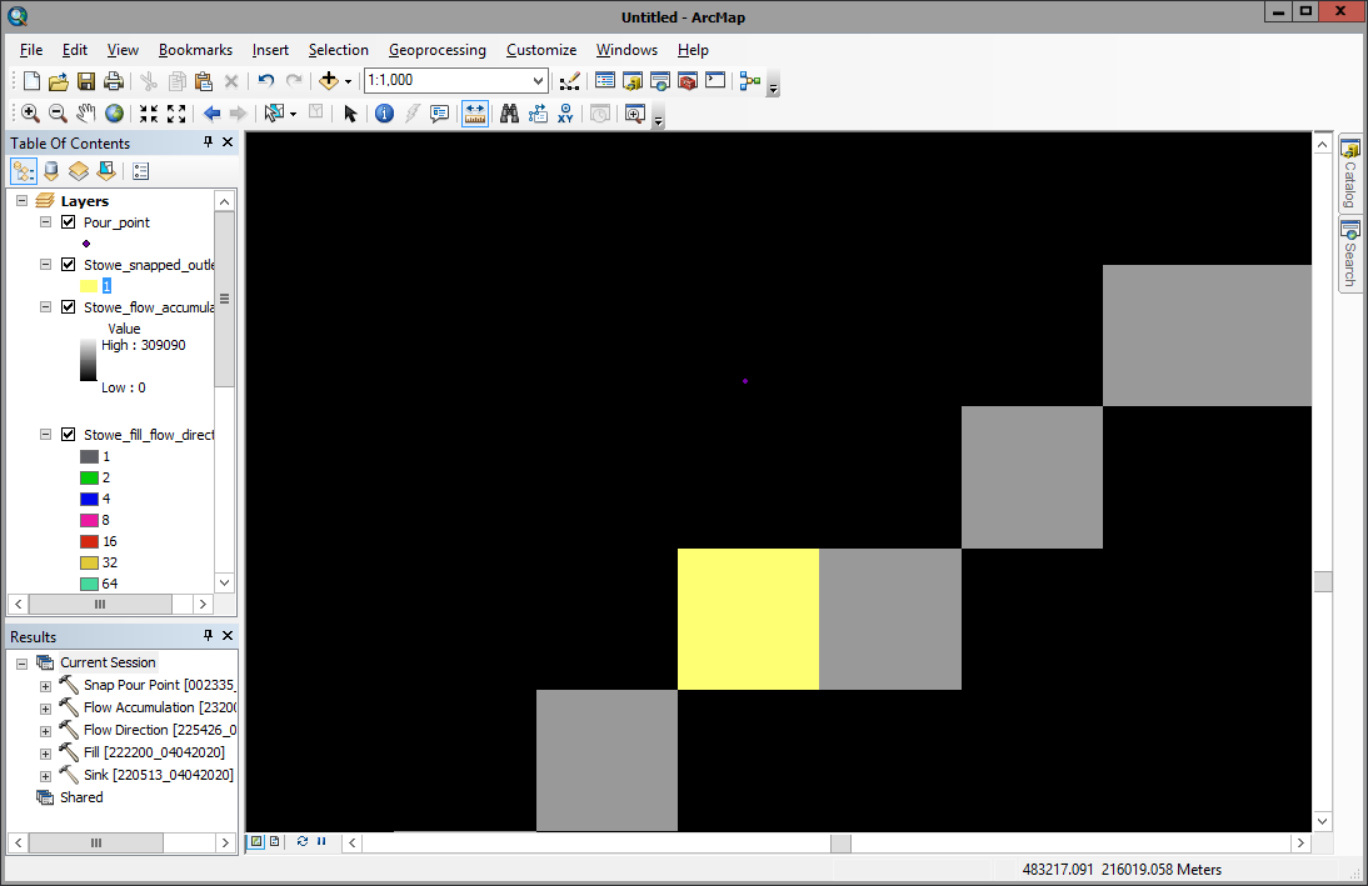 Untitled - ArcMap
File Edit View Bookmarks Insert Selection Geoprocessing Customize Windows Help
1:1,000
XY
Table Of Contents
Layers
Pour_point
Stowe_snapped_outle
1
Stowe_flow_accumula
Value
High : 309090
Low : 0
Stowe_fill_flow_direct
1
2
4
8
16
32
64
Results
Current Session
Snap Pour Point [002335_
Flow Accumulation [2320(
Flow Direction [225426_0
Fill [222200_04042020]
Sink [220513_04042020]
Shared
Catalog
Search
483217.091 216019.058 Meters